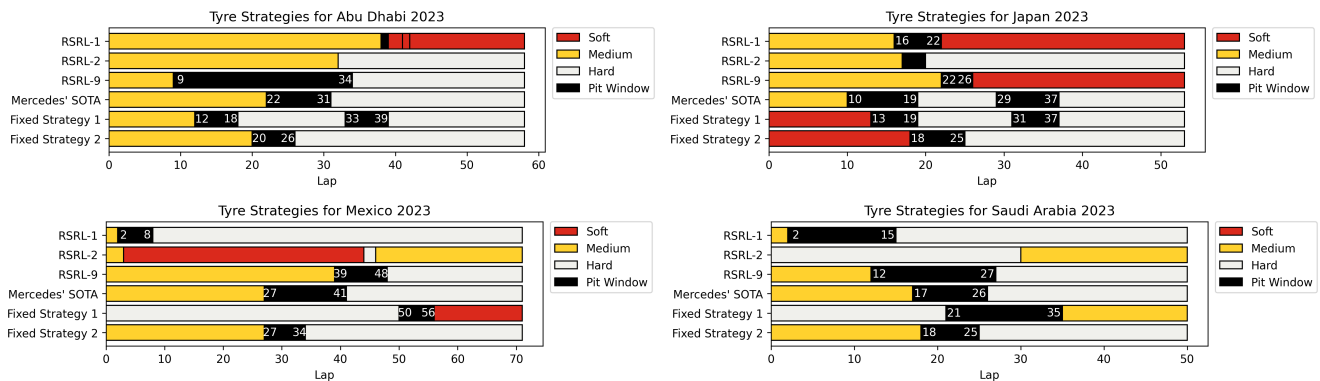 Tyre Strategies for Abu Dhabi 2023
RSRL-1
RSRL-2
RSRL-9 9 34
Mercedes' SOTA 22 31
Fixed Strategy 1 12 18 33 39
Fixed Strategy 2 20 26
0 10 20 30 40 50 60
Lap
Soft
Medium
Hard
Pit Window
Tyre Strategies for Japan 2023
RSRL-1 16 22
RSRL-2
RSRL-9 22 26
Mercedes' SOTA 10 19 29 37
Fixed Strategy 1 13 19 31 37
Fixed Strategy 2 18 25
0 10 20 30 40 50
Lap
Soft
Medium
Hard
Pit Window
Tyre Strategies for Mexico 2023
RSRL-1 2 8
RSRL-2
RSRL-9 39 48
Mercedes' SOTA 27 41
Fixed Strategy 1 50 56
Fixed Strategy 2 27 34
0 10 20 30 40 50 60 70
Lap
Soft
Medium
Hard
Pit Window
Tyre Strategies for Saudi Arabia 2023
RSRL-1 2 15
RSRL-2
RSRL-9 12 27
Mercedes' SOTA 17 26
Fixed Strategy 1 21 35
Fixed Strategy 2 18 25
0 10 20 30 40 50
Lap
Soft
Medium
Hard
Pit Window